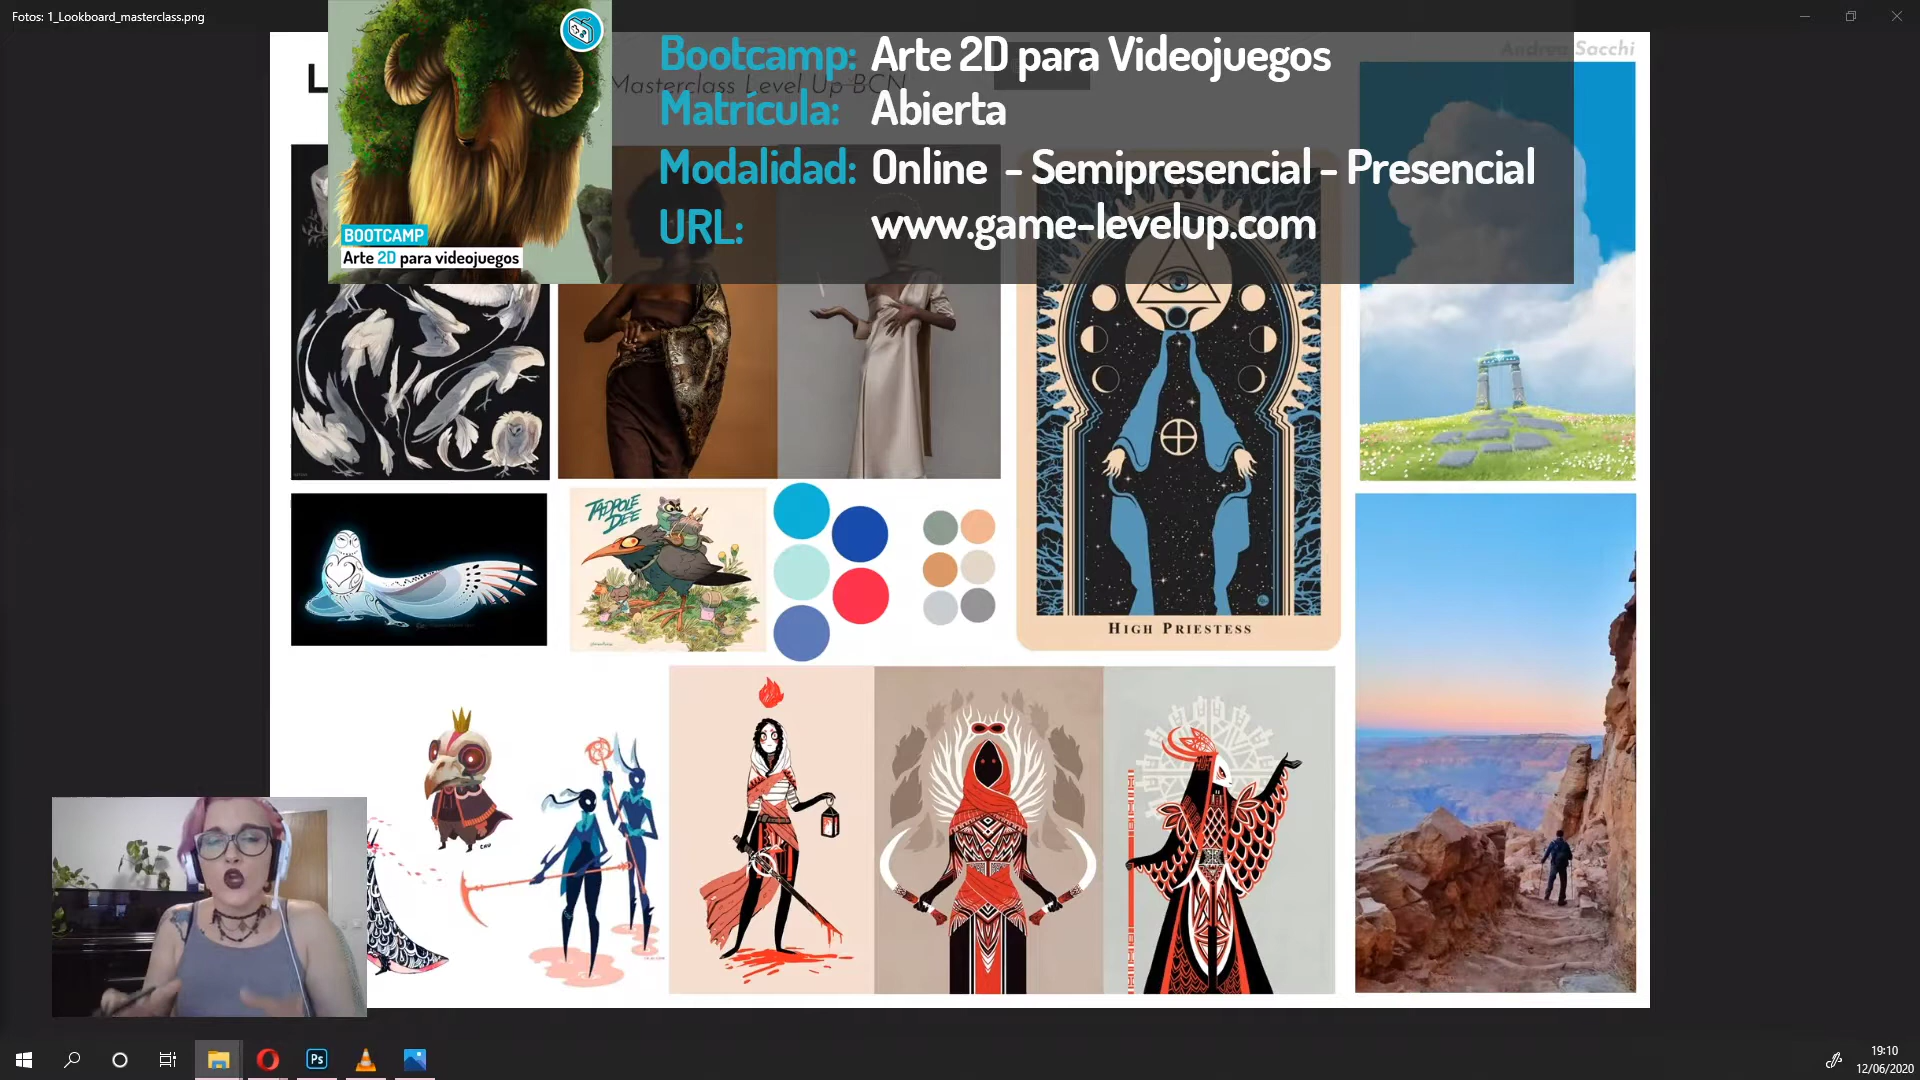 Fotos: 1_Lookboard_masterclass.png
Bootcamp: Arte 2D para Videojuegos
Andrea Sacchi
L
Masterclass Level Up BCN
Matrícula: Abierta
Modalidad: Online - Semipresencial - Presencial
URL: www.game-levelup.com
BOOTCAMP
Arte 2D para videojuegos
TADPOLE
DEE
HIGH PRIESTESS
Ps
19:10
12/06/2020